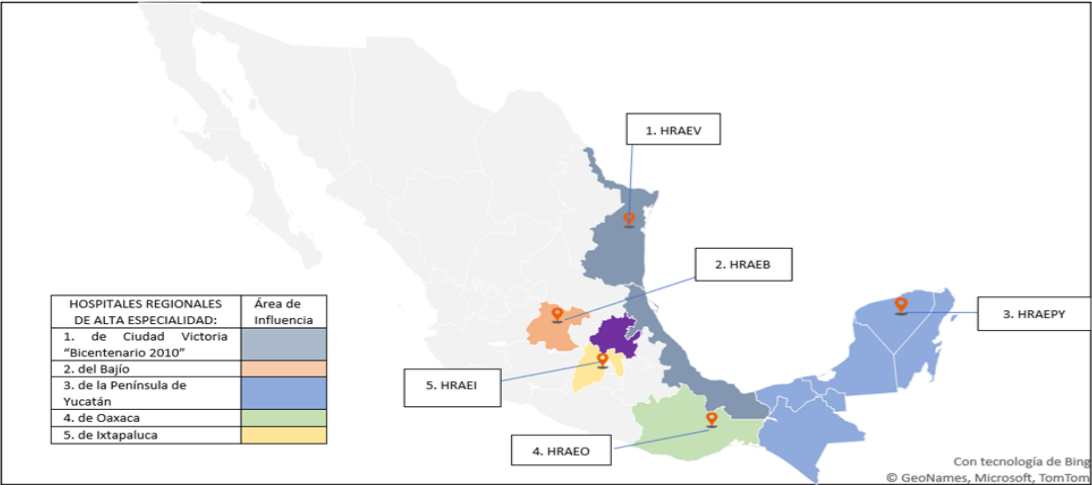 1. HRAEV
2. HRAEB
3. HRAEPY
5. HRAEI
4. HRAEO
HOSPITALES REGIONALES
DE ALTA ESPECIALIDAD:
Área de
Influencia
1. de Ciudad Victoria
“Bicentenario 2010”
2. del Bajío
3. de la Península de
Yucatán
4. de Oaxaca
5. de Ixtapaluca
Con tecnología de Bing
© GeoNames, Microsoft, TomTom